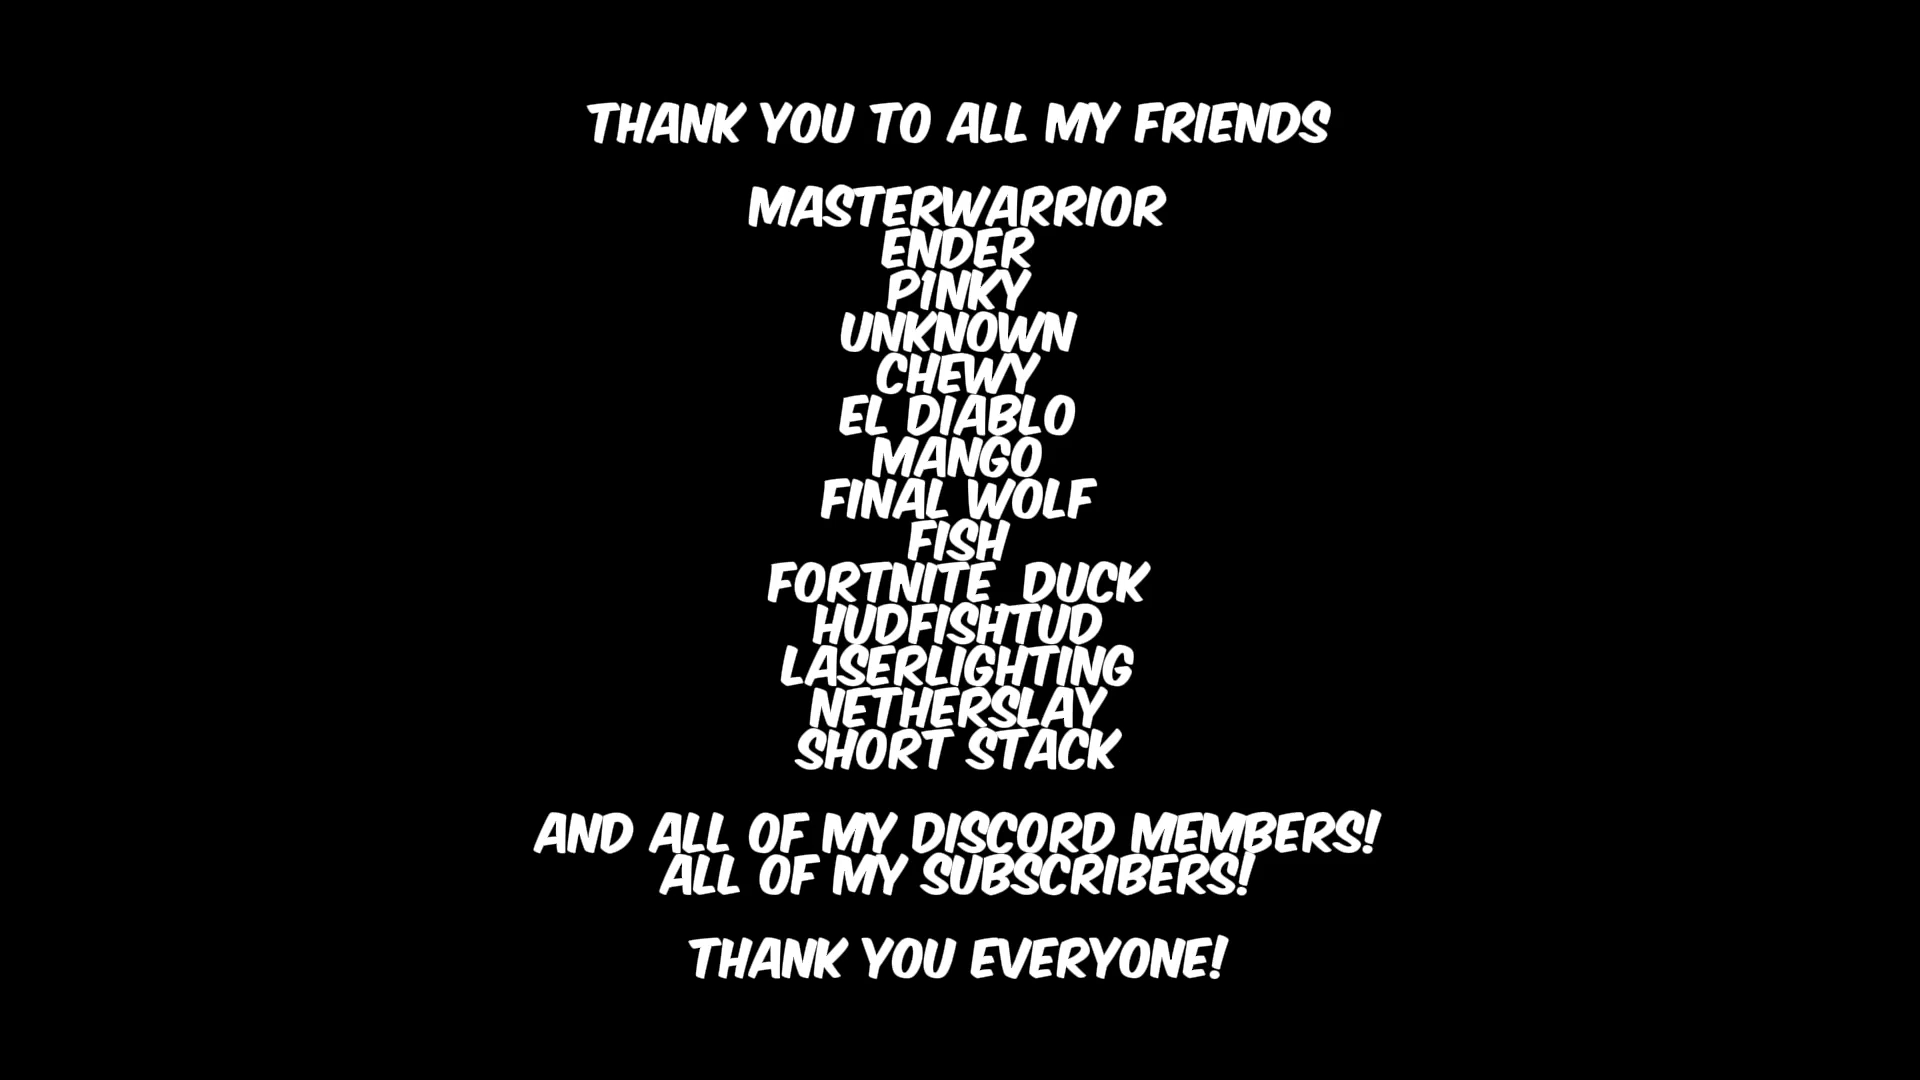 THANK YOU TO ALL MY FRIENDS
MASTERWARRIOR
ENDER
P1NKY
UNKNOWN
CHEWY
EL DIABLO
MANGO
FINAL WOLF
FISH
FORTNITE_DUCK
HUDFISHTUD
LASERLIGHTING
NETHERSLAY
SHORT STACK
AND ALL OF MY DISCORD MEMBERS!
ALL OF MY SUBSCRIBERS!
THANK YOU EVERYONE!